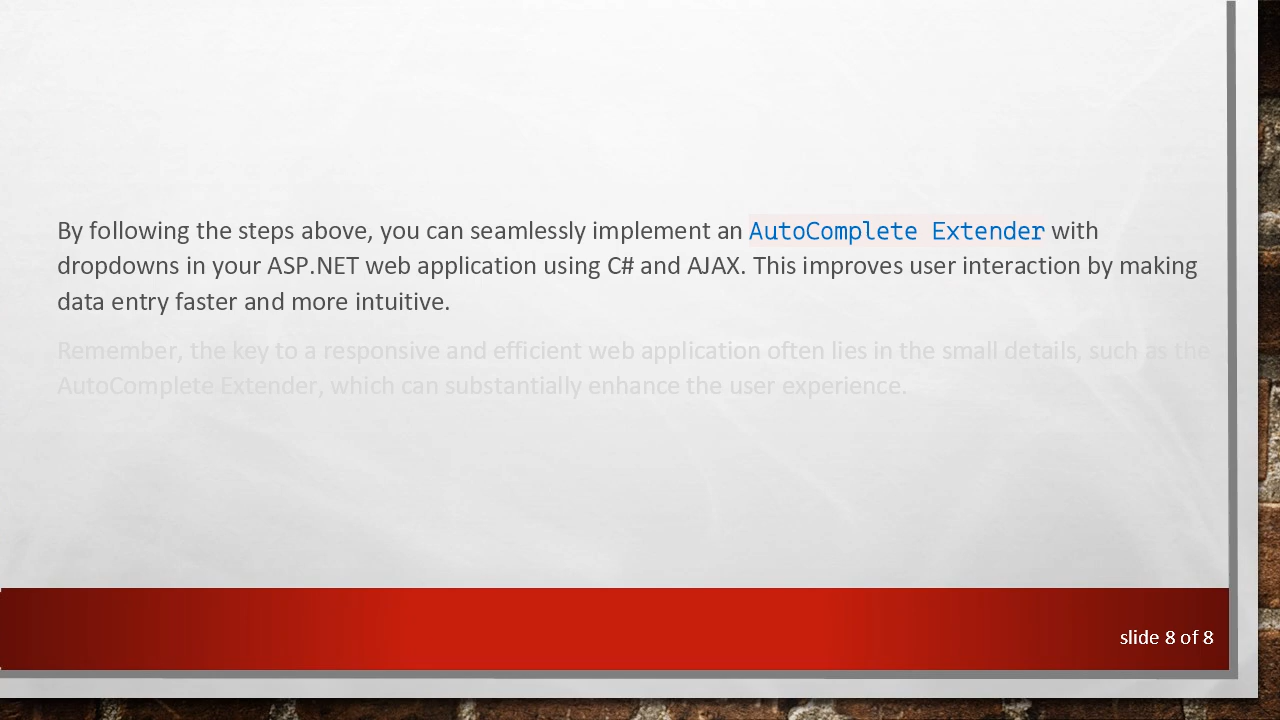 By following the steps above, you can seamlessly implement an AutoComplete Extender with
dropdowns in your ASP.NET web application using C# and AJAX. This improves user interaction by making
data entry faster and more intuitive.
Remember, the key to a responsive and efficient web application often lies in the small details, such as the
AutoComplete Extender, which can substantially enhance the user experience.
slide 8 of 8